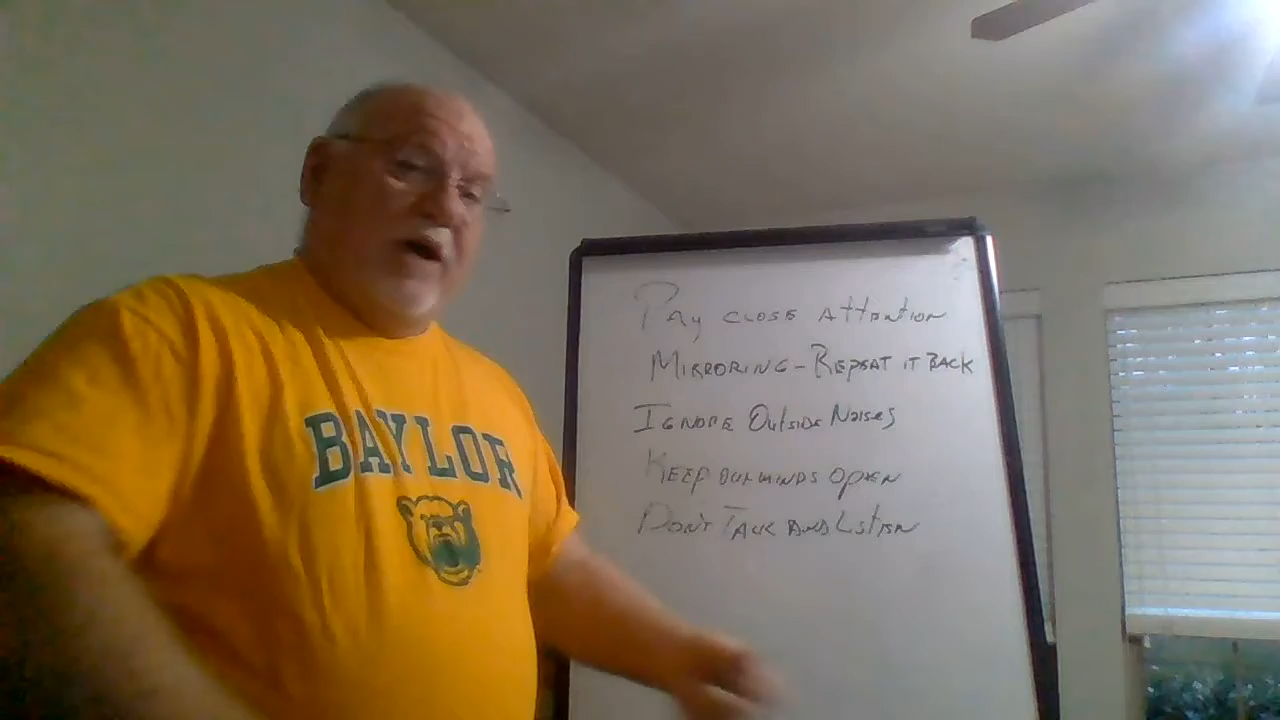 BAYLOR
PAy CLOSE AttENtION
MIRRORING - REPEAT IT BACK
IGNORE OutSIDE NOISES
KEEP OUR MINDS OPEN
DON'T TALK AND LISTEN